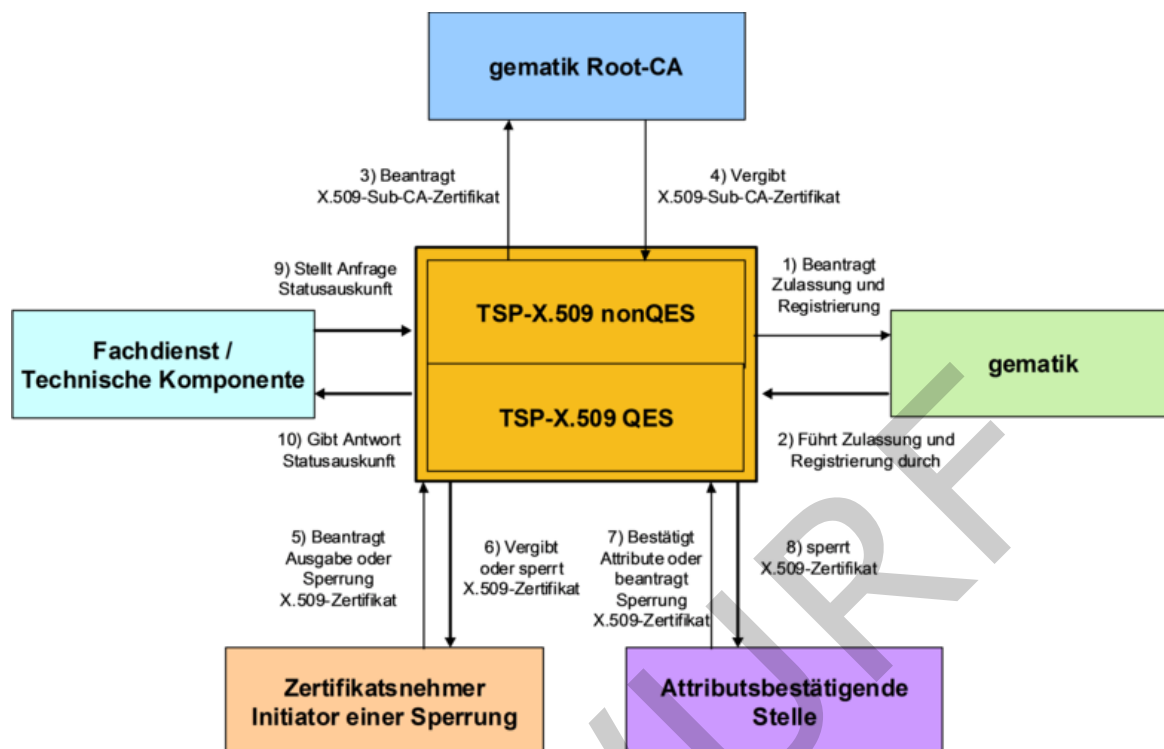 gematik Root-CA
3) Beantragt
X.509-Sub-CA-Zertifikat
4) Vergibt
X.509-Sub-CA-Zertifikat
9) Stellt Anfrage
Statusauskunft
1) Beantragt
Zulassung und
Registrierung
TSP-X.509 nonQES
Fachdienst /
Technische Komponente
gematik
TSP-X.509 QES
10) Gibt Antwort
Statusauskunft
2) Führt Zulassung und
Registrierung durch
5) Beantragt
Ausgabe oder
Sperrung
X.509-Zertifikat
6) Vergibt
oder sperrt
X.509-Zertifikat
7) Bestätigt
Attribute oder
beantragt
Sperrung
X.509-Zertifikat
8) sperrt
X.509-Zertifikat
Zertifikatsnehmer
Initiator einer Sperrung
Attributsbestätigende
Stelle